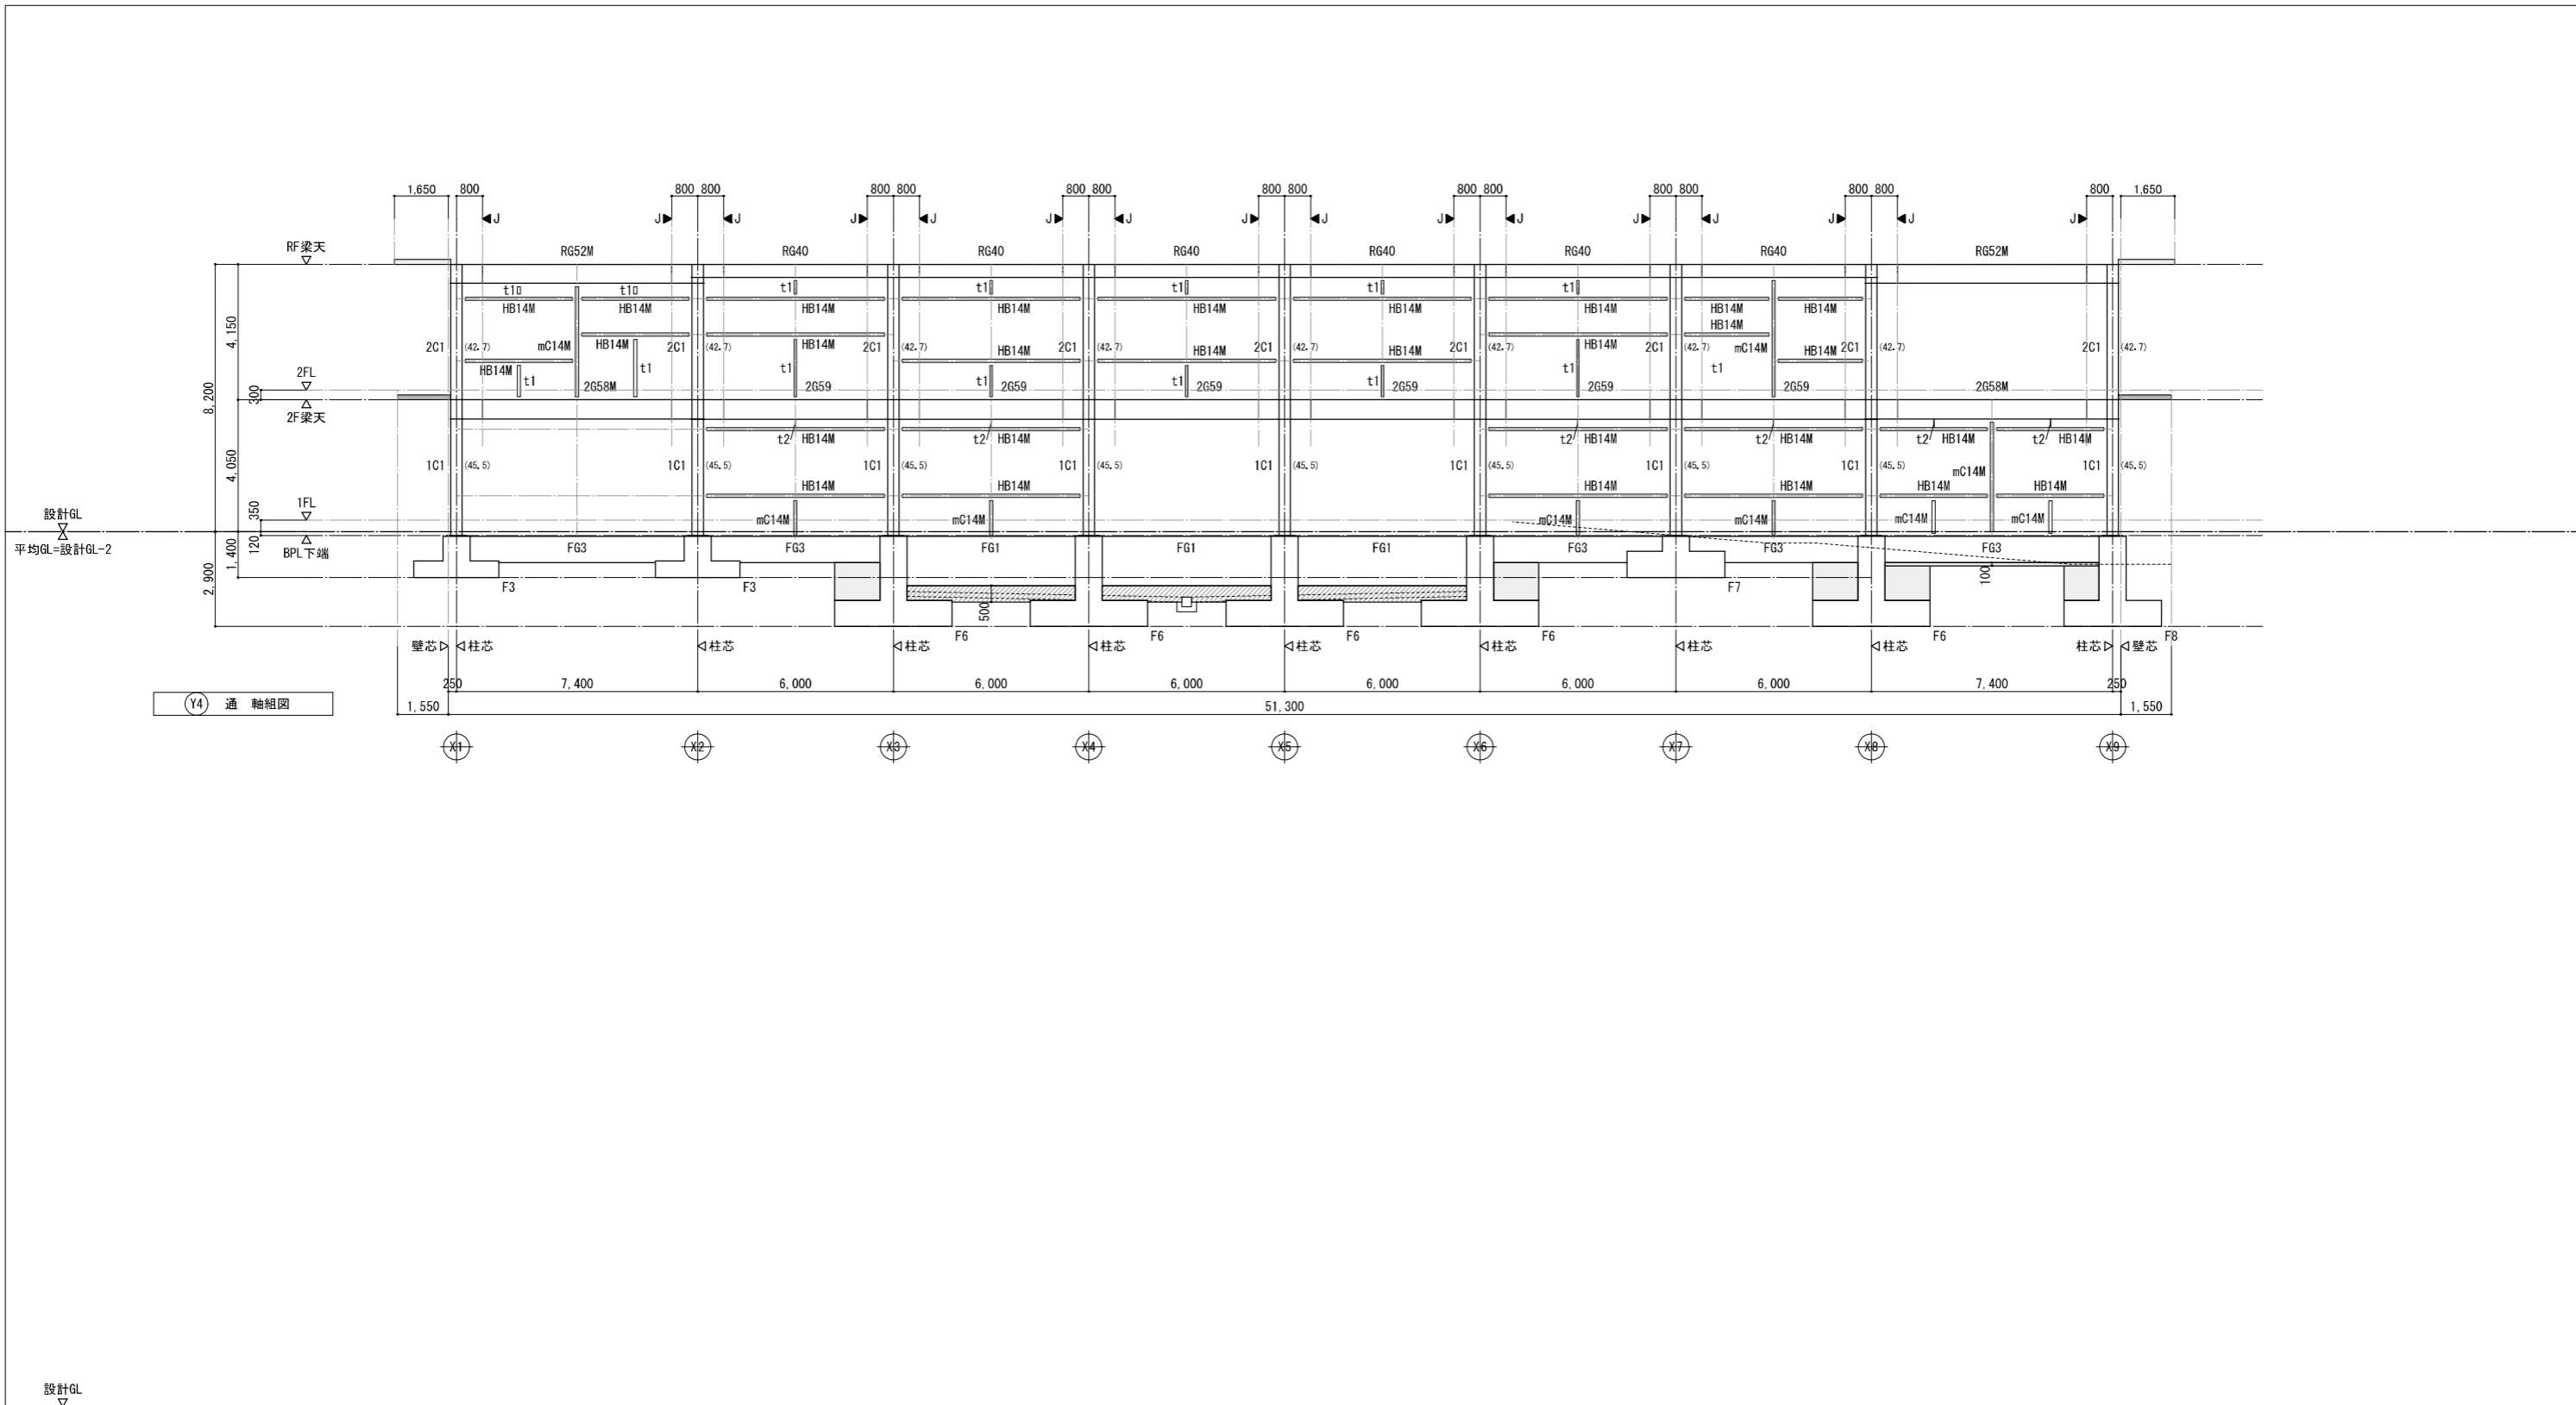 1,650 800 800 800 800 800 800 800 800 800 800 800 800 800 800 800 800 1,650
J J J J J J J J J J J J J J J J
RF梁天 RG52M RG40 RG40 RG40 RG40 RG40 RG40 RG52M
t1 t1 t1 t1 t1 t1 t1
HB14M HB14M HB14M HB14M HB14M HB14M HB14M HB14M HB14M
HB14M
4,150 2C1 (42.7) mC14M HB14M 2C1 (42.7) HB14M 2C1 (42.7) HB14M 2C1 (42.7) HB14M 2C1 (42.7) HB14M 2C1 (42.7) HB14M 2C1 (42.7) mC14M 2C1 (42.7) 2C1 (42.7)
HB14M
2FL HB14M t1 t1 t1 t1 t1 t1 t1 t1
8,200 300 2G58M 2G59 2G59 2G59 2G59 2G59 2G59 2G58M
2F梁天
t2 HB14M t2 HB14M t2 HB14M t2 HB14M t2 HB14M t2 HB14M
4,050 1C1 (45.5) 1C1 (45.5) 1C1 (45.5) 1C1 (45.5) 1C1 (45.5) 1C1 (45.5) 1C1 (45.5) 1C1 (45.5) mC14M 1C1 (45.5)
HB14M HB14M HB14M HB14M HB14M HB14M
設計GL 350 1FL mC14M mC14M mC14M mC14M mC14M mC14M
平均GL=設計GL-2 1,400 120 BPL下端 FG3 FG3 FG1 FG1 FG1 FG3 FG3 FG3
2,900 F3 F3 500 F7 100
F6 F6 F6 F6 F6 F8
壁芯 柱芯 柱芯 柱芯 柱芯 柱芯 柱芯 柱芯 柱芯 柱芯 壁芯
250 7,400 6,000 6,000 6,000 6,000 6,000 6,000 7,400 250
Y4 通 軸組図
1,550 51,300 1,550
X1 X2 X3 X4 X5 X6 X7 X8 X9
設計GL